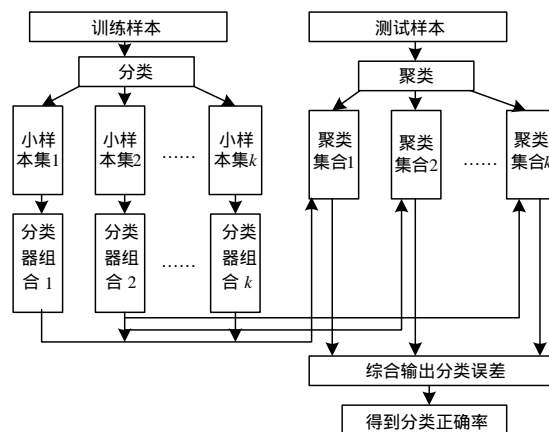 训练样本
测试样本
分类
聚类
小样
本集1
小样
本集2
……
小样
本集k
聚类
集合1
聚类
集合2
……
聚类
集合k
分类
器组
合 1
分类
器组
合 2
……
分类
器组
合 k
综合输出分类误差
得到分类正确率